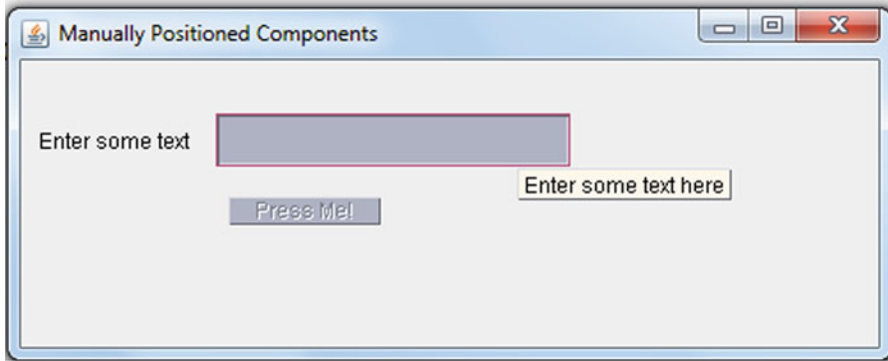 Manually Positioned Components
Enter some text
Enter some text here
Press Me!